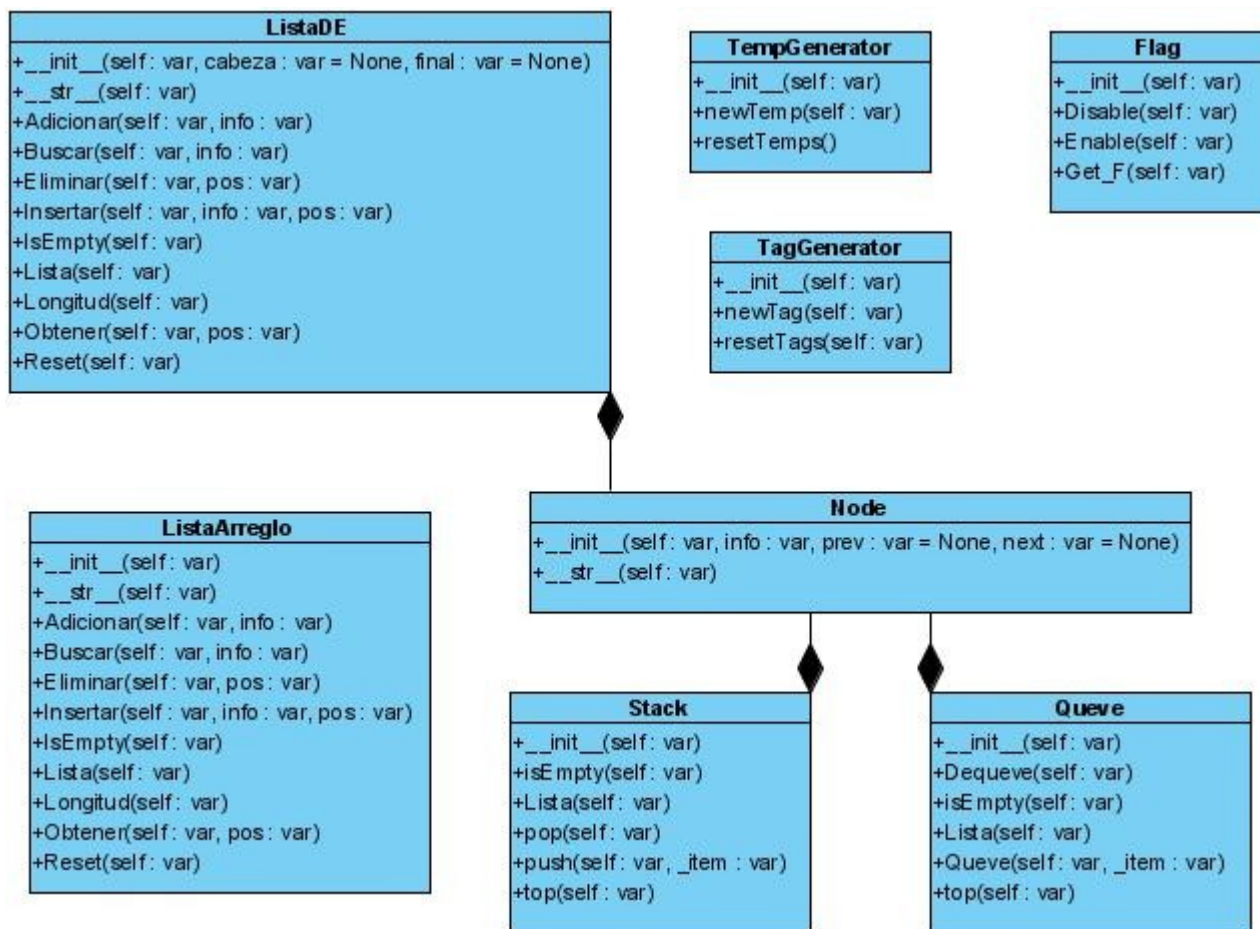 ListaDE
+__init__(self : var, cabeza : var = None, final : var = None)
+__str__(self : var)
+Adicionar(self : var, info : var)
+Buscar(self : var, info : var)
+Eliminar(self : var, pos : var)
+Insertar(self : var, info : var, pos : var)
+IsEmpty(self : var)
+Lista(self : var)
+Longitud(self : var)
+Obtener(self : var, pos : var)
+Reset(self : var)
TempGenerator
+__init__(self : var)
+newTemp(self : var)
+resetTemps()
Flag
+__init__(self : var)
+Disable(self : var)
+Enable(self : var)
+Get_F(self : var)
TagGenerator
+__init__(self : var)
+newTag(self : var)
+resetTags(self : var)
Node
+__init__(self : var, info : var, prev : var = None, next : var = None)
+__str__(self : var)
ListaArreglo
+__init__(self : var)
+__str__(self : var)
+Adicionar(self : var, info : var)
+Buscar(self : var, info : var)
+Eliminar(self : var, pos : var)
+Insertar(self : var, info : var, pos : var)
+IsEmpty(self : var)
+Lista(self : var)
+Longitud(self : var)
+Obtener(self : var, pos : var)
+Reset(self : var)
Stack
+__init__(self : var)
+isEmpty(self : var)
+Lista(self : var)
+pop(self : var)
+push(self : var, _item : var)
+top(self : var)
Queve
+__init__(self : var)
+Dequeve(self : var)
+isEmpty(self : var)
+Lista(self : var)
+Queve(self : var, _item : var)
+top(self : var)